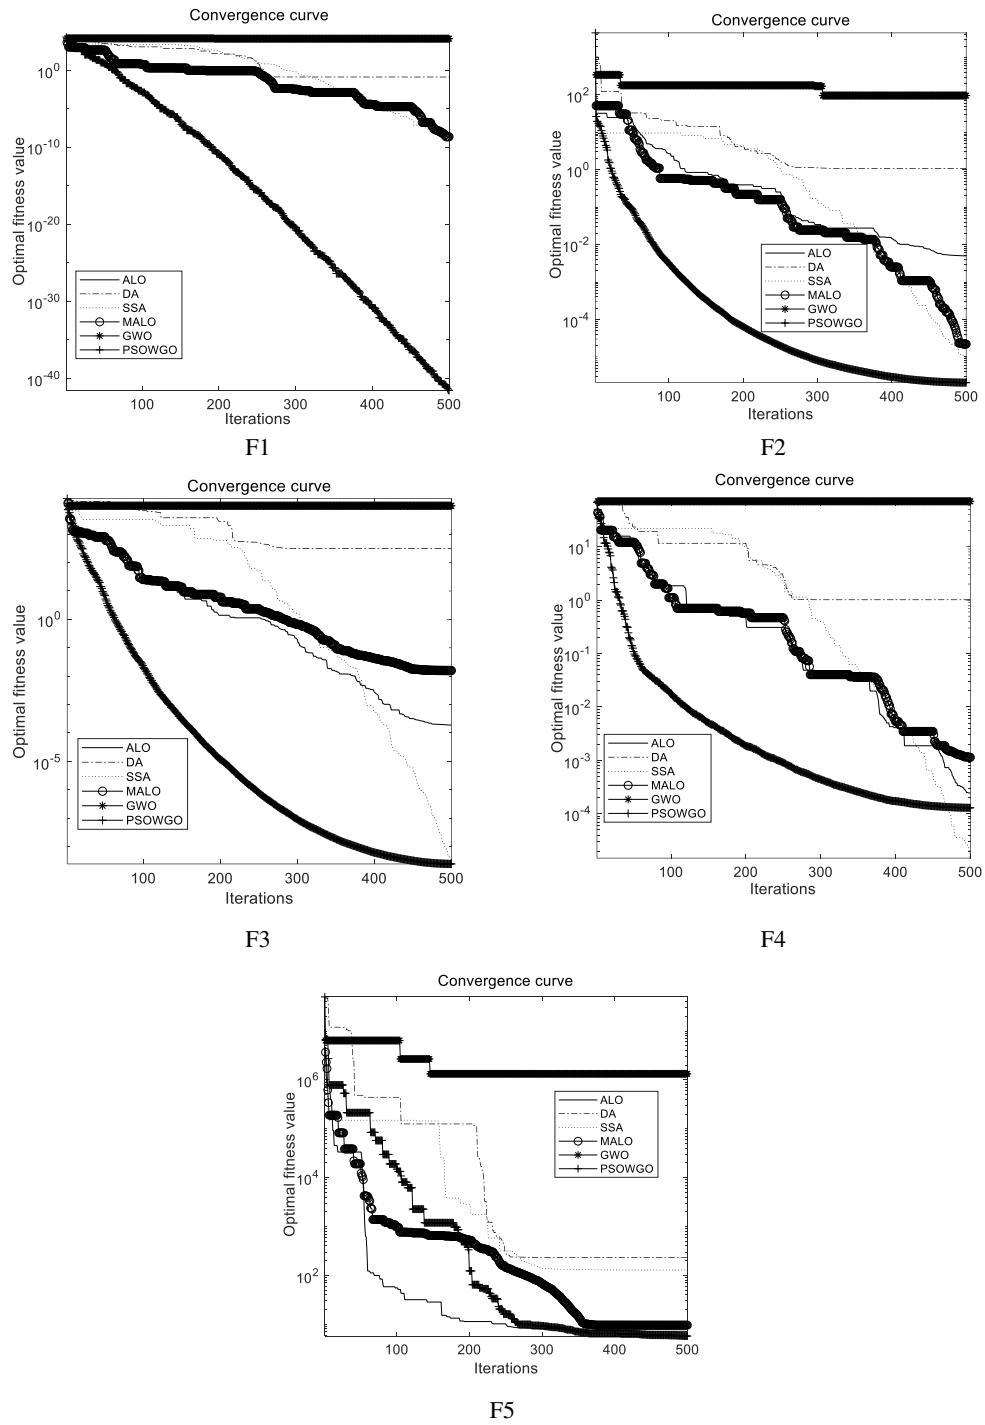 Convergence curve
Optimal fitness value
10^0
10^-10
10^-20
10^-30
10^-40
ALO
DA
SSA
MALO
GWO
PSOWGO
100 200 300 400 500
Iterations
F1
Convergence curve
Optimal fitness value
10^2
10^0
10^-2
10^-4
ALO
DA
SSA
MALO
GWO
PSOWGO
100 200 300 400 500
Iterations
F2
Convergence curve
Optimal fitness value
10^0
10^-5
ALO
DA
SSA
MALO
GWO
PSOWGO
100 200 300 400 500
Iterations
F3
Convergence curve
Optimal fitness value
10^1
10^0
10^-1
10^-2
10^-3
10^-4
ALO
DA
SSA
MALO
GWO
PSOWGO
100 200 300 400 500
Iterations
F4
Convergence curve
Optimal fitness value
10^6
10^4
10^2
ALO
DA
SSA
MALO
GWO
PSOWGO
100 200 300 400 500
Iterations
F5